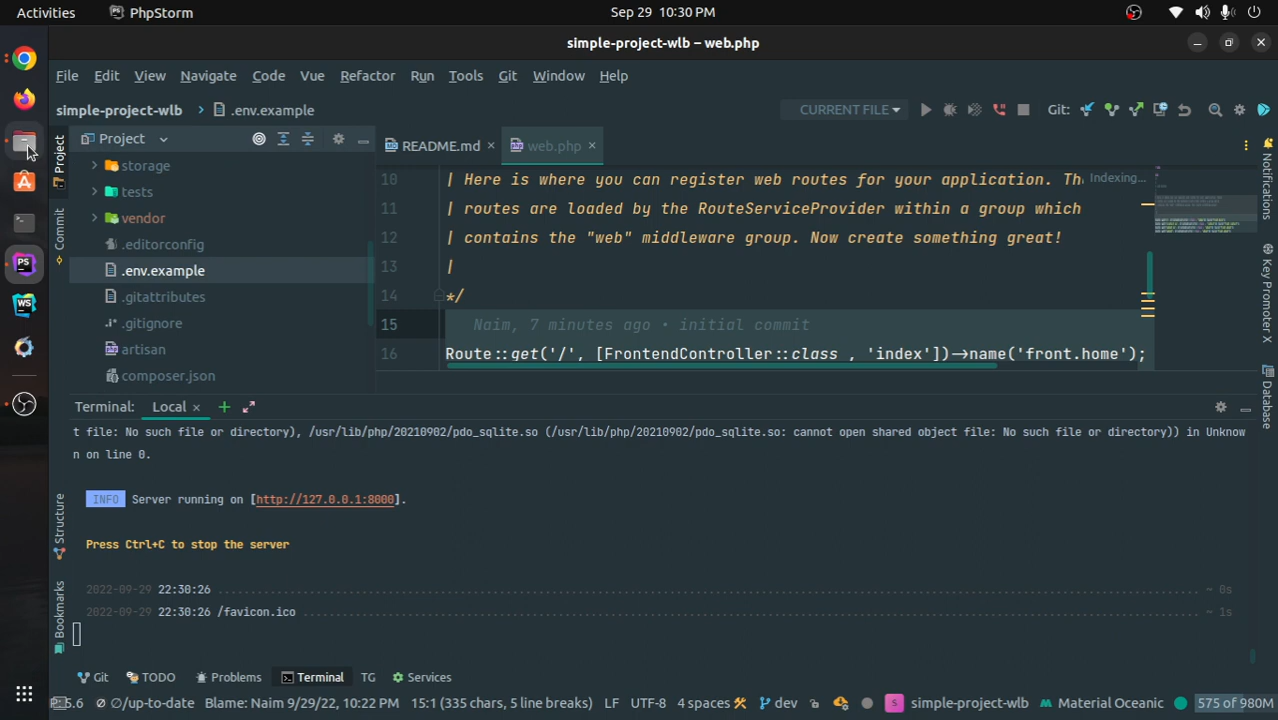 Activities PhpStorm Sep 29 10:30 PM
simple-project-wlb – web.php
File Edit View Navigate Code Vue Refactor Run Tools Git Window Help
simple-project-wlb .env.example CURRENT FILE Git:
Project README.md web.php
storage
tests
vendor
.editorconfig
.env.example
.gitattributes
.gitignore
artisan
composer.json
10 | Here is where you can register web routes for your application. Th Indexing...
11 | routes are loaded by the RouteServiceProvider within a group which
12 | contains the "web" middleware group. Now create something great!
13 |
14 */
15 Naim, 7 minutes ago • initial commit
16 Route::get('/', [FrontendController::class , 'index'])->name('front.home');
Project
Commit
Structure
Bookmarks
Notifications
Key Promoter X
Database
PS
WS
Terminal: Local
t file: No such file or directory), /usr/lib/php/20210902/pdo_sqlite.so (/usr/lib/php/20210902/pdo_sqlite.so: cannot open shared object file: No such file or directory)) in Unknow
n on line 0.
INFO Server running on [http://127.0.0.1:8000].
Press Ctrl+C to stop the server
2022-09-29 22:30:26 ........ ~ 0s
2022-09-29 22:30:26 /favicon.ico ........ ~ 1s
Git TODO Problems Terminal TG Services
P: 5.6 ∅/up-to-date Blame: Naim 9/29/22, 10:22 PM 15:1 (335 chars, 5 line breaks) LF UTF-8 4 spaces dev S simple-project-wlb Material Oceanic 575 of 980M